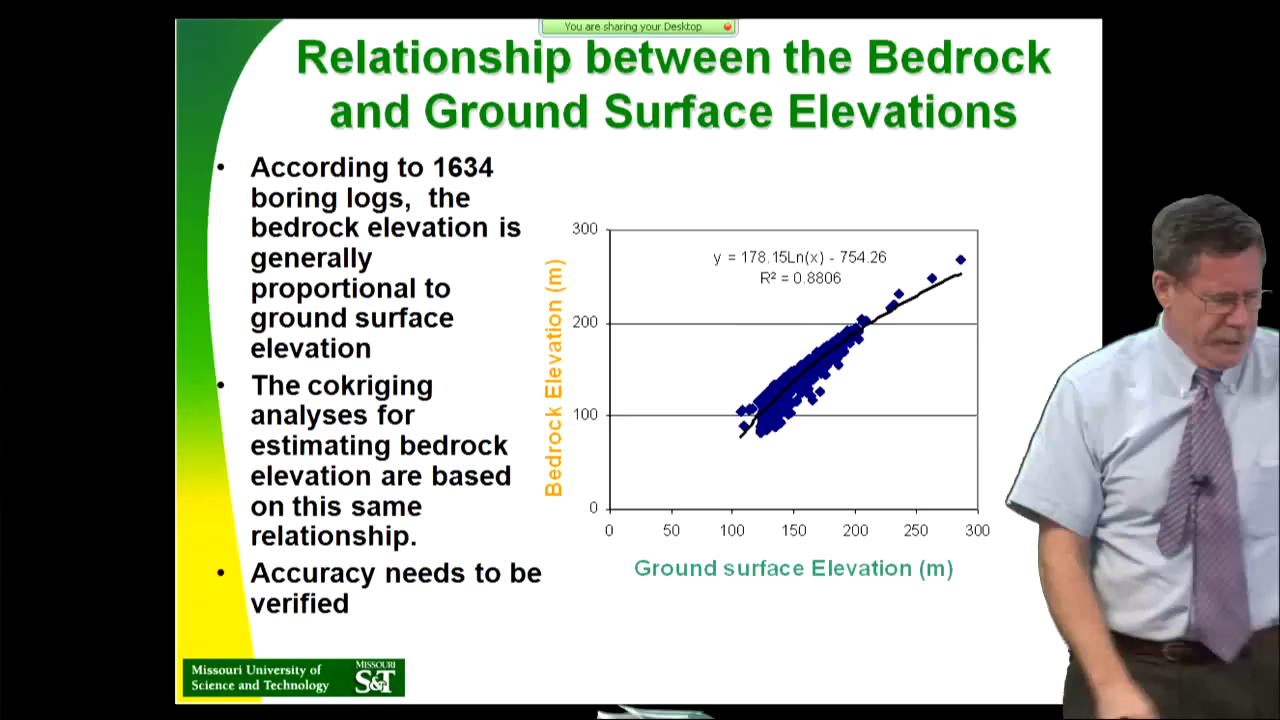 You are sharing your Desktop
Relationship between the Bedrock
and Ground Surface Elevations
• According to 1634
boring logs, the
bedrock elevation is
generally
proportional to
ground surface
elevation
• The cokriging
analyses for
estimating bedrock
elevation are based
on this same
relationship.
• Accuracy needs to be
verified
y = 178.15Ln(x) - 754.26
R² = 0.8806
Bedrock Elevation (m)
300
200
100
0
0 50 100 150 200 250 300
Ground surface Elevation (m)
Missouri University of
Science and Technology
MISSOURI
S&T